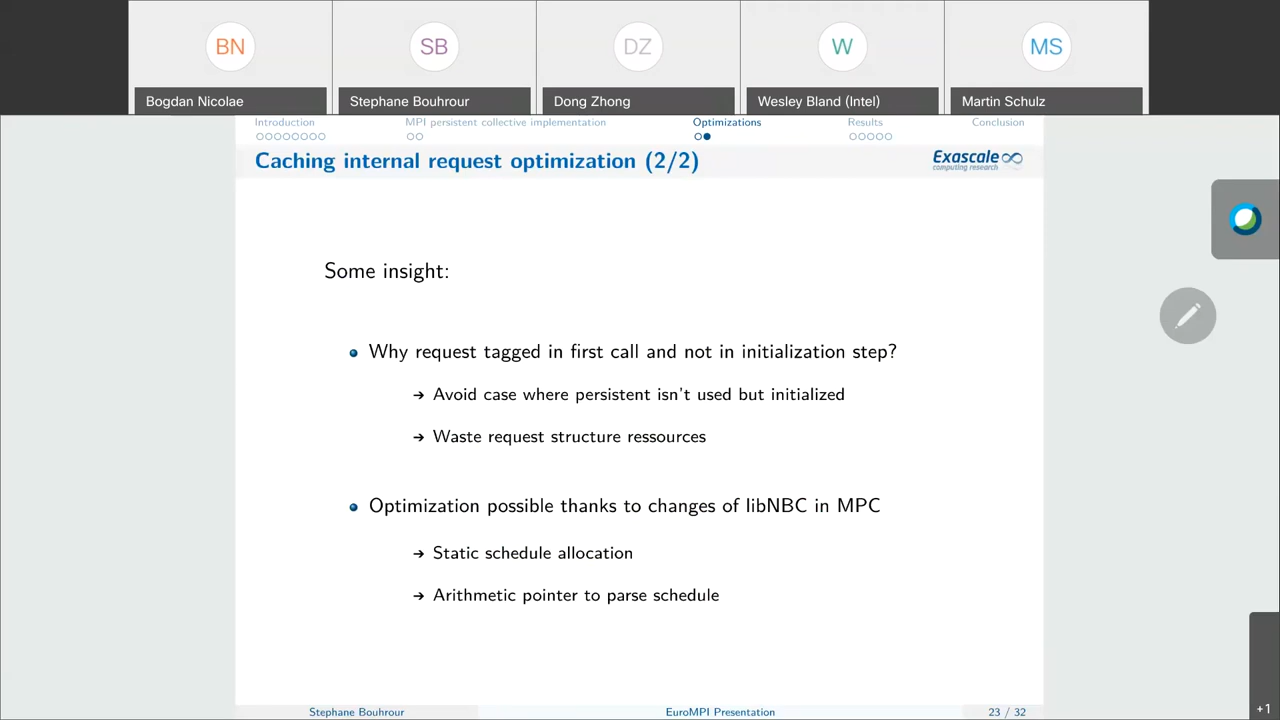 BN SB DZ W MS
Bogdan Nicolae Stephane Bouhrour Dong Zhong Wesley Bland (Intel) Martin Schulz
Introduction MPI persistent collective implementation Optimizations Results Conclusion
Caching internal request optimization (2/2)
Exascale
computing research
Some insight:
Why request tagged in first call and not in initialization step?
→ Avoid case where persistent isn't used but initialized
→ Waste request structure ressources
Optimization possible thanks to changes of libNBC in MPC
→ Static schedule allocation
→ Arithmetic pointer to parse schedule
Stephane Bouhrour EuroMPI Presentation 23 / 32
+1